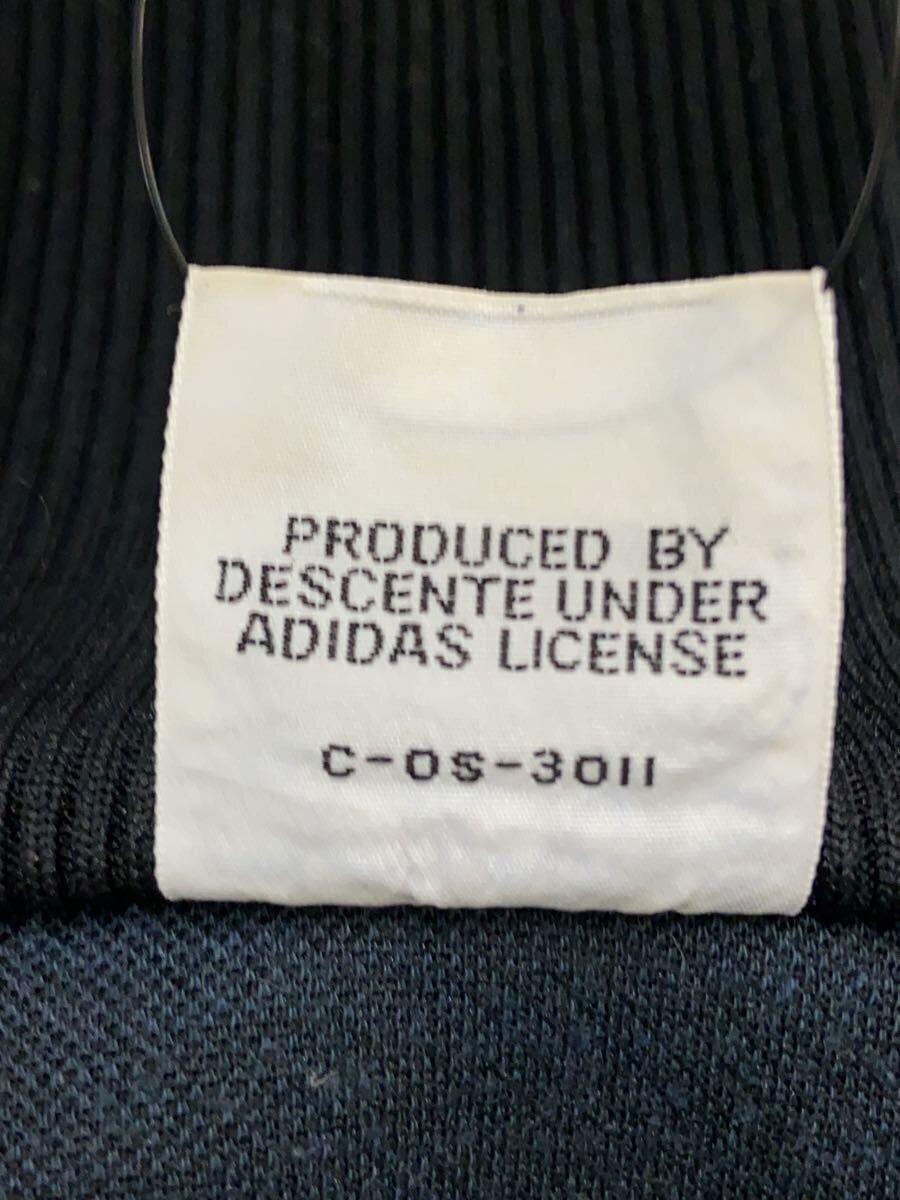 PRODUCED BY
DESCENTE UNDER
ADIDAS LICENSE
C-OS-3011